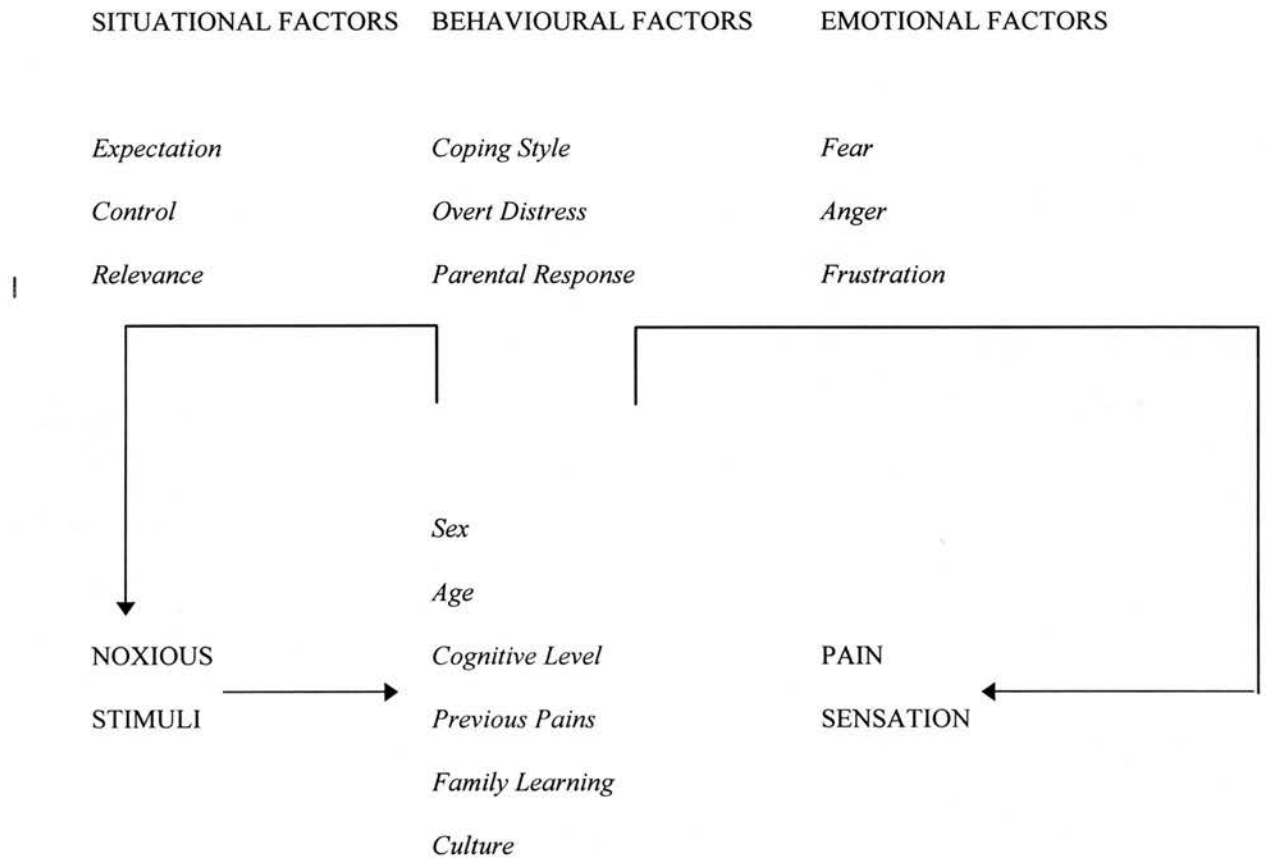 SITUATIONAL FACTORS BEHAVIOURAL FACTORS EMOTIONAL FACTORS
Expectation Coping Style Fear
Control Overt Distress Anger
Relevance Parental Response Frustration
Sex
Age
NOXIOUS Cognitive Level PAIN
STIMULI Previous Pains SENSATION
Family Learning
Culture